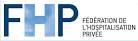 FHP
FÉDÉRATION DE
L'HOSPITALISATION
PRIVÉE